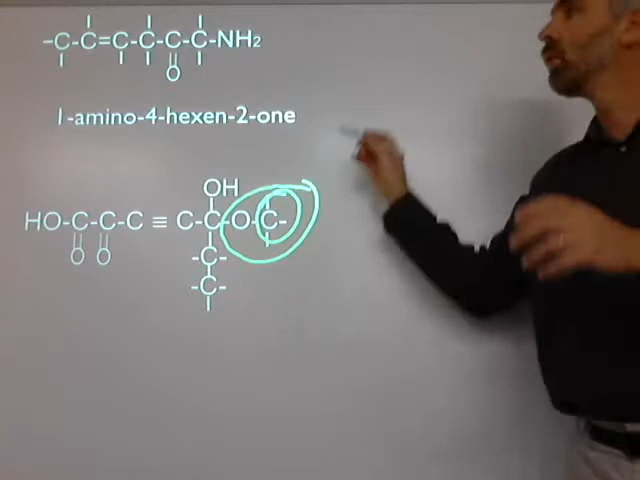 -C-C=C-C-C-C-NH₂
O
1-amino-4-hexen-2-one
OH
HO-C-C-C≡C-C-O-C-
O O -C-
-C-